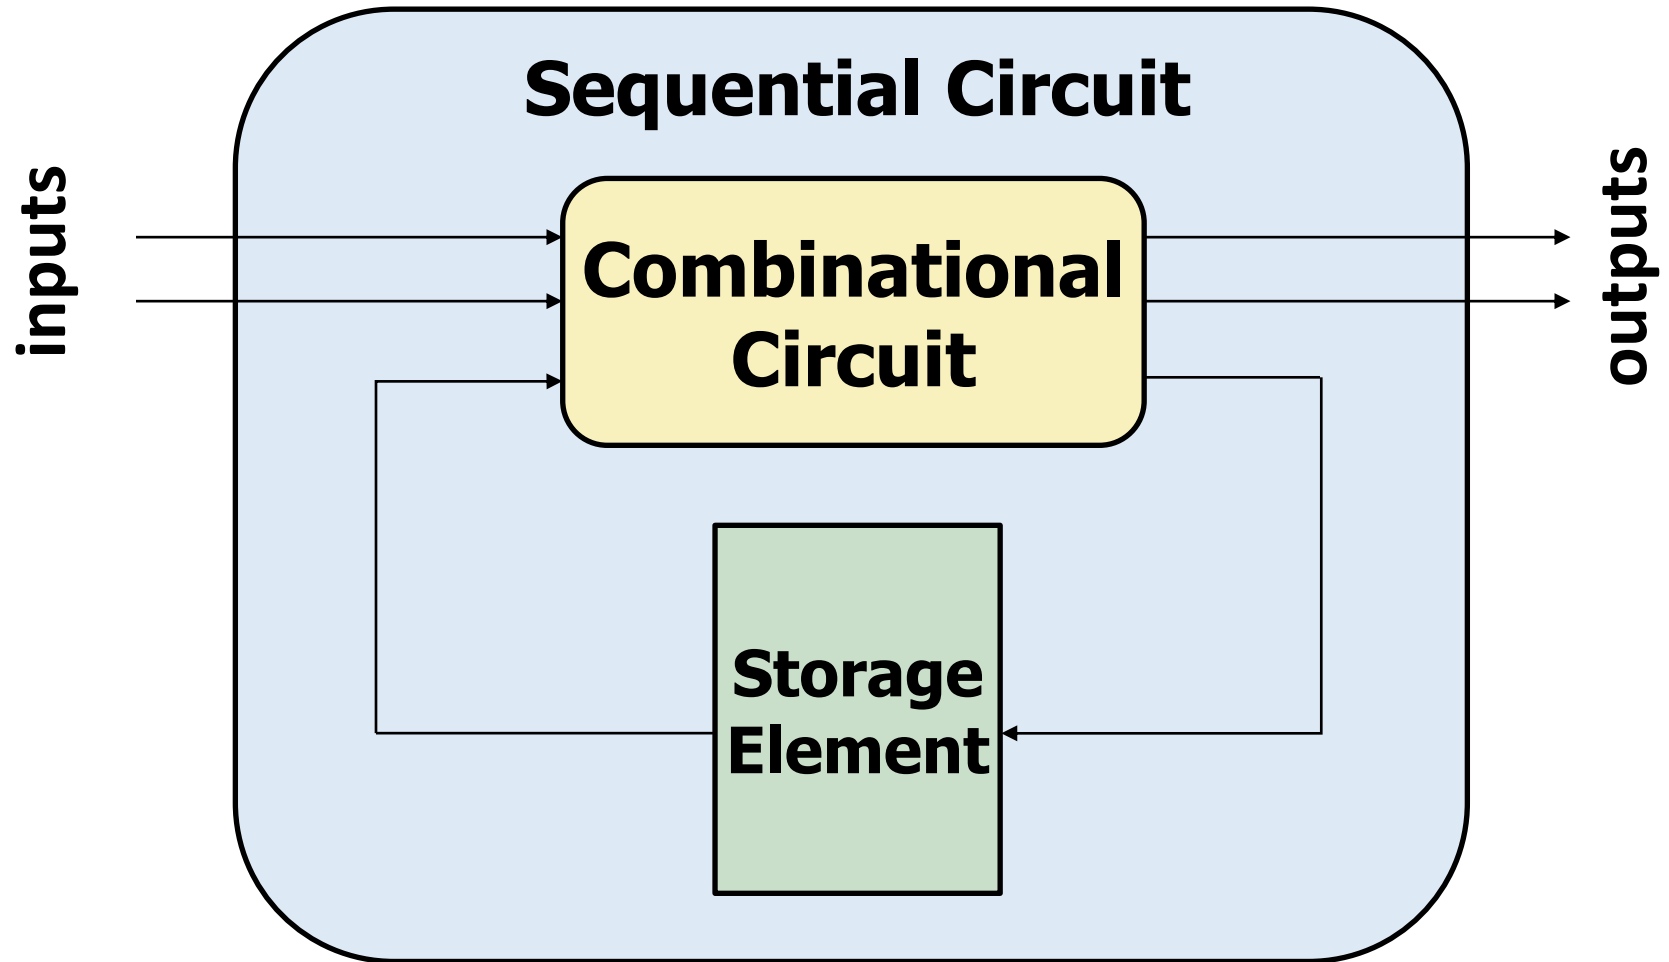 Sequential Circuit
inputs
Combinational
Circuit
outputs
Storage
Element